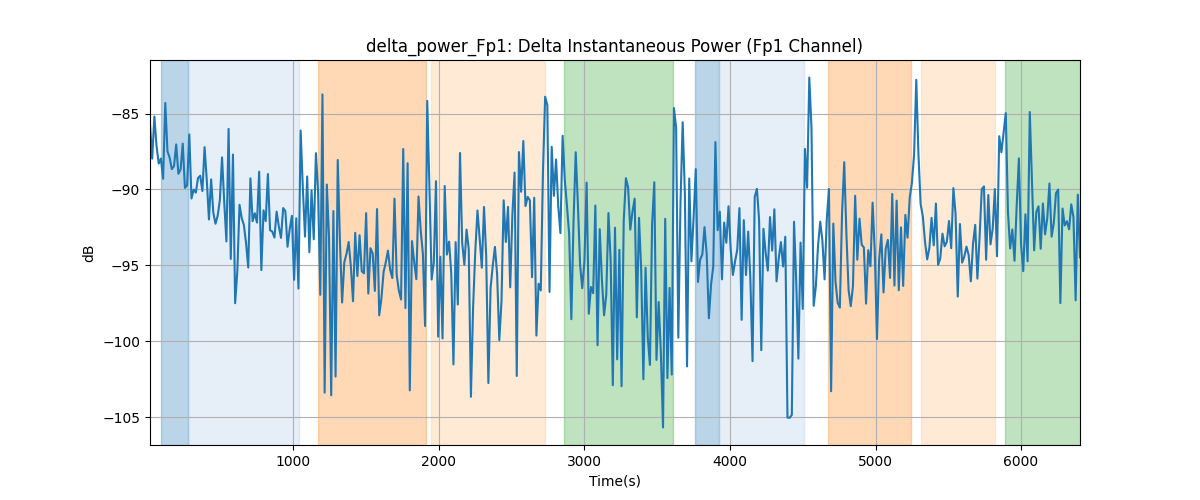 delta_power_Fp1: Delta Instantaneous Power (Fp1 Channel)
−85
−90
−95
−100
−105
dB
1000 2000 3000 4000 5000 6000
Time(s)